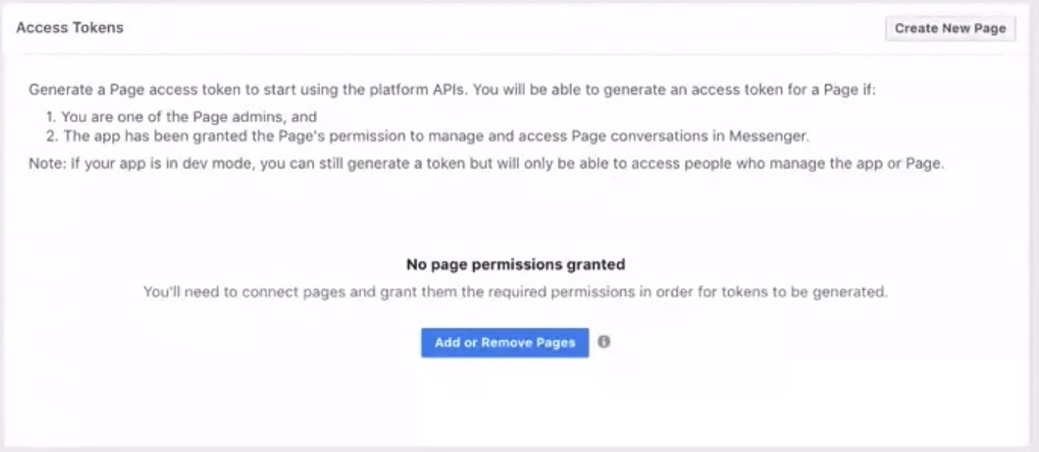 Access Tokens
Create New Page
Generate a Page access token to start using the platform APIs. You will be able to generate an access token for a Page if:
1. You are one of the Page admins, and
2. The app has been granted the Page's permission to manage and access Page conversations in Messenger.
Note: If your app is in dev mode, you can still generate a token but will only be able to access people who manage the app or Page.
No page permissions granted
You'll need to connect pages and grant them the required permissions in order for tokens to be generated.
Add or Remove Pages